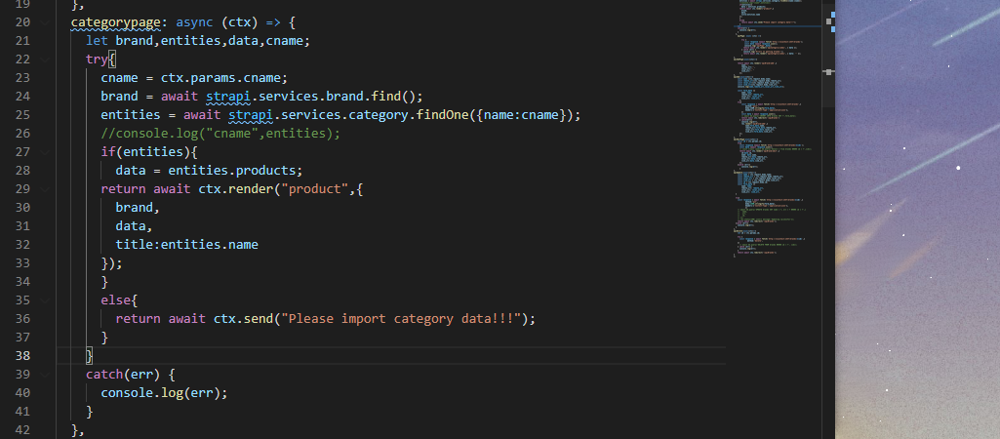 19 },
20 categorypage: async (ctx) => {
21 let brand,entities,data,cname;
22 try{
23 cname = ctx.params.cname;
24 brand = await strapi.services.brand.find();
25 entities = await strapi.services.category.findOne({name:cname});
26 //console.log("cname",entities);
27 if(entities){
28 data = entities.products;
29 return await ctx.render("product",{
30 brand,
31 data,
32 title:entities.name
33 });
34 }
35 else{
36 return await ctx.send("Please import category data!!!");
37 }
38 }
39 catch(err) {
40 console.log(err);
41 }
42 },